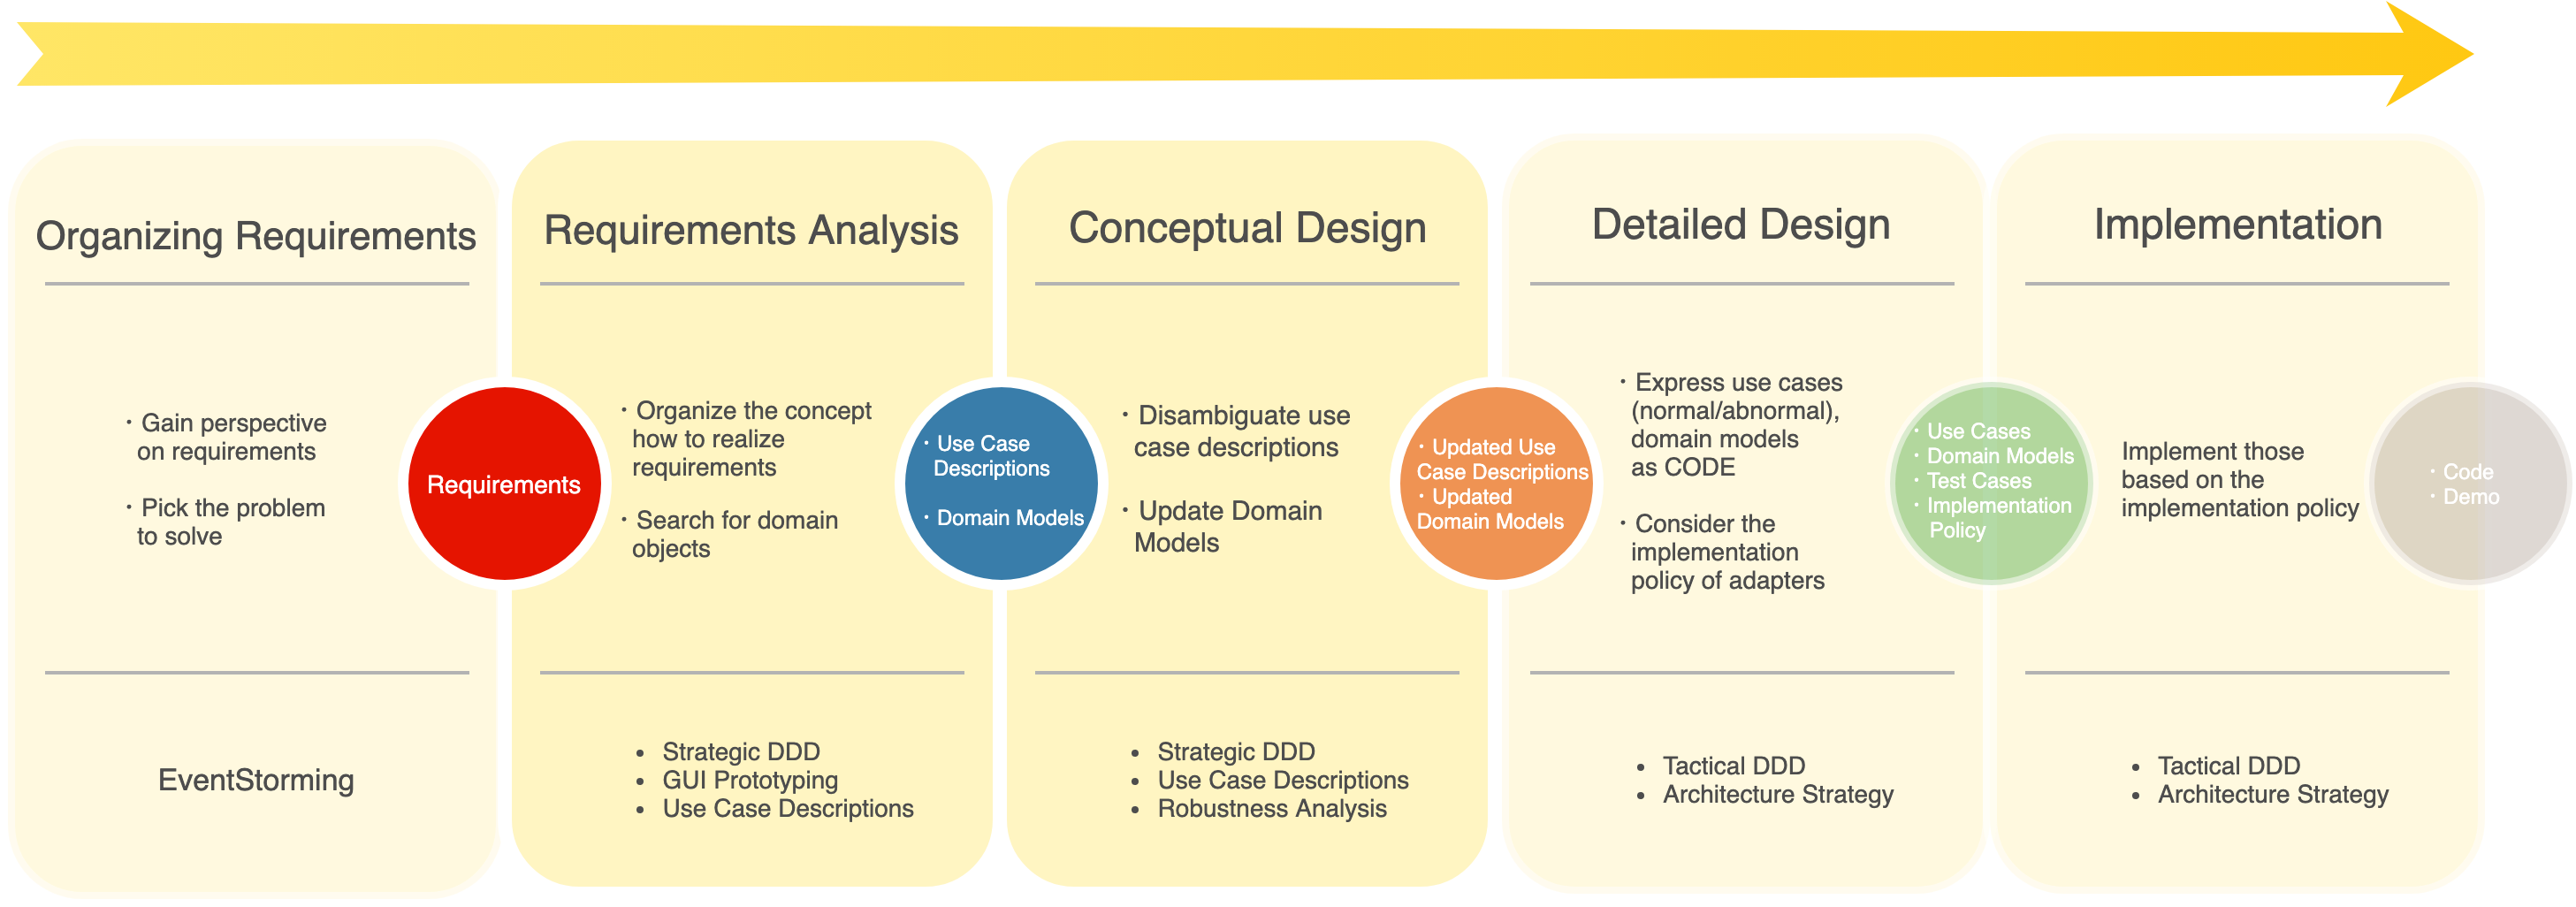 Organizing Requirements
・Gain perspective
on requirements
・Pick the problem
to solve
EventStorming
Requirements
Requirements Analysis
・Organize the concept
how to realize
requirements
・Search for domain
objects
• Strategic DDD
• GUI Prototyping
• Use Case Descriptions
・Use Case
Descriptions
・Domain Models
Conceptual Design
・Disambiguate use
case descriptions
・Update Domain
Models
• Strategic DDD
• Use Case Descriptions
• Robustness Analysis
・Updated Use
Case Descriptions
・Updated
Domain Models
Detailed Design
・Express use cases
(normal/abnormal),
domain models
as CODE
・Consider the
implementation
policy of adapters
• Tactical DDD
• Architecture Strategy
・Use Cases
・Domain Models
・Test Cases
・Implementation
Policy
Implementation
Implement those
based on the
implementation policy
• Tactical DDD
• Architecture Strategy
・Code
・Demo